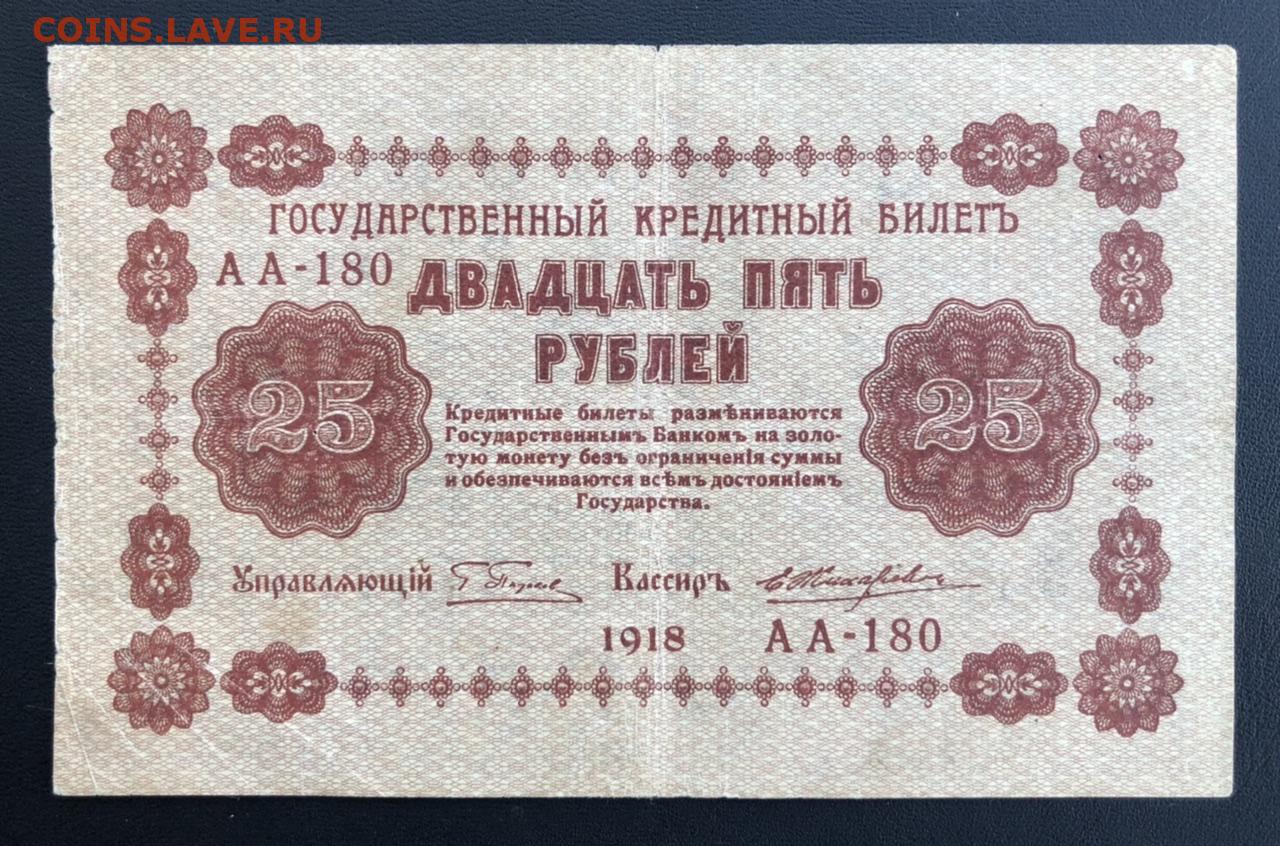 COINS.LAVE.RU
ГОСУДАРСТВЕННЫЙ КРЕДИТНЫЙ БИЛЕТЪ
АА-180
ДВАДЦАТЬ ПЯТЬ
РУБЛЕЙ
25
25
Кредитные билеты размѣниваются
Государственнымъ Банкомъ на золо-
тую монету безъ ограниченія суммы
и обезпечиваются всѣмъ достояніемъ
Государства.
Управляющій Кассиръ
1918 АА-180